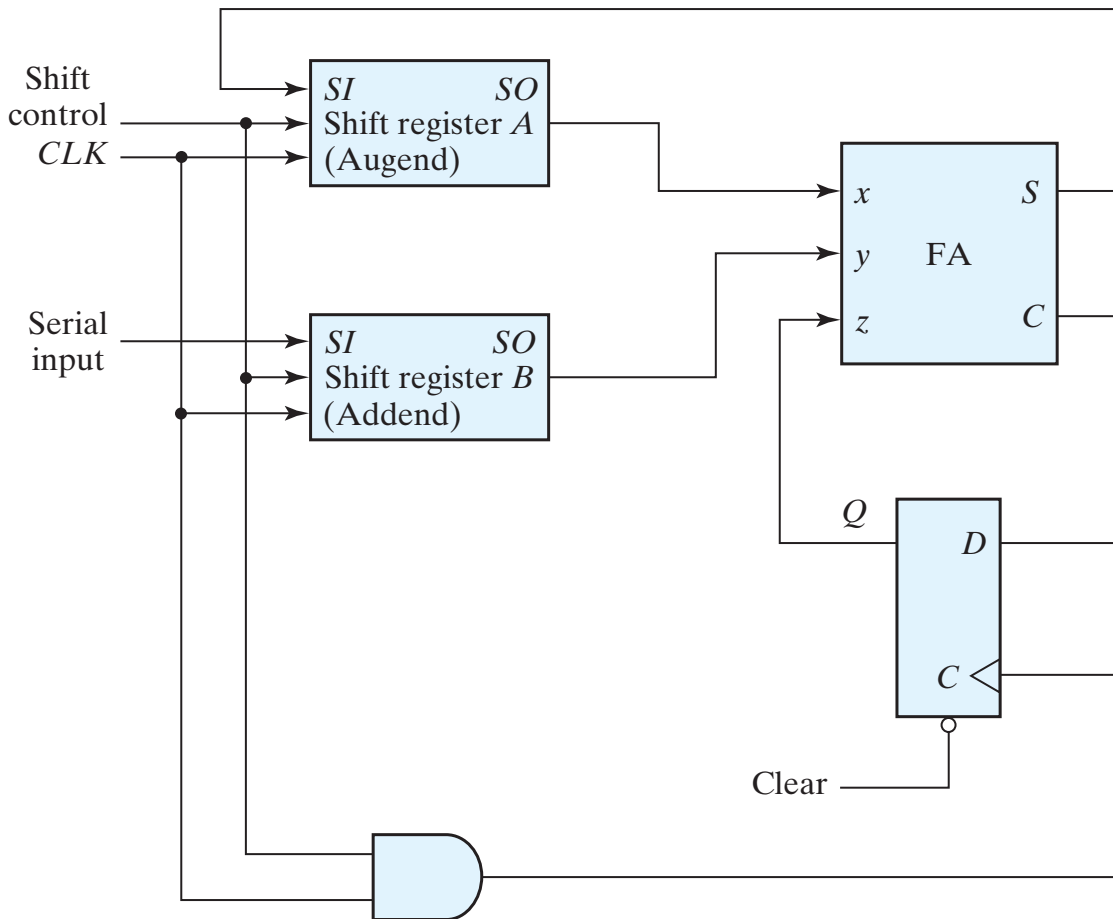 Shift
control
CLK
SI SO
Shift register A
(Augend)
x S
y FA
z C
Serial
input
SI SO
Shift register B
(Addend)
Q
D
C
Clear